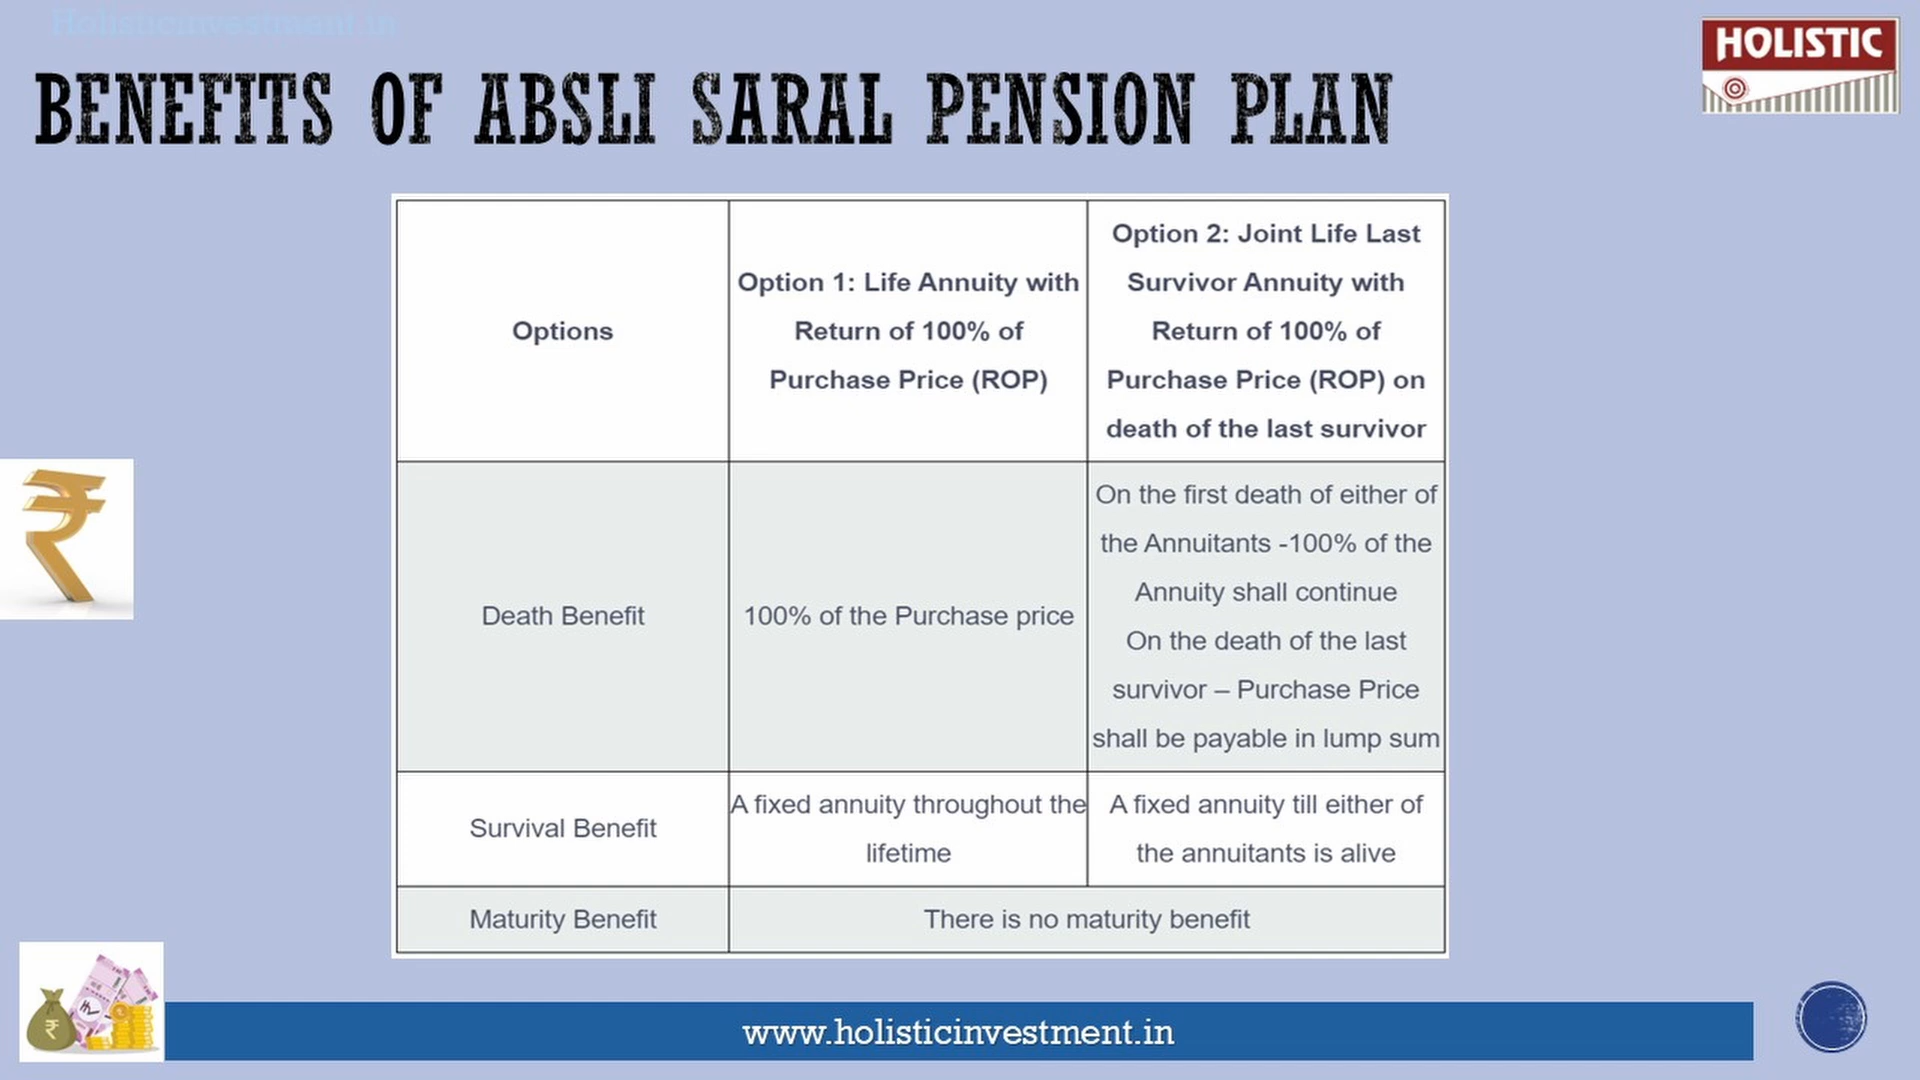 Holisticinvestment.in
HOLISTIC
BENEFITS OF ABSLI SARAL PENSION PLAN
Options
Option 1: Life Annuity with
Return of 100% of
Purchase Price (ROP)
Option 2: Joint Life Last
Survivor Annuity with
Return of 100% of
Purchase Price (ROP) on
death of the last survivor
Death Benefit
100% of the Purchase price
On the first death of either of
the Annuitants -100% of the
Annuity shall continue
On the death of the last
survivor – Purchase Price
shall be payable in lump sum
Survival Benefit
A fixed annuity throughout the
lifetime
A fixed annuity till either of
the annuitants is alive
Maturity Benefit
There is no maturity benefit
www.holisticinvestment.in